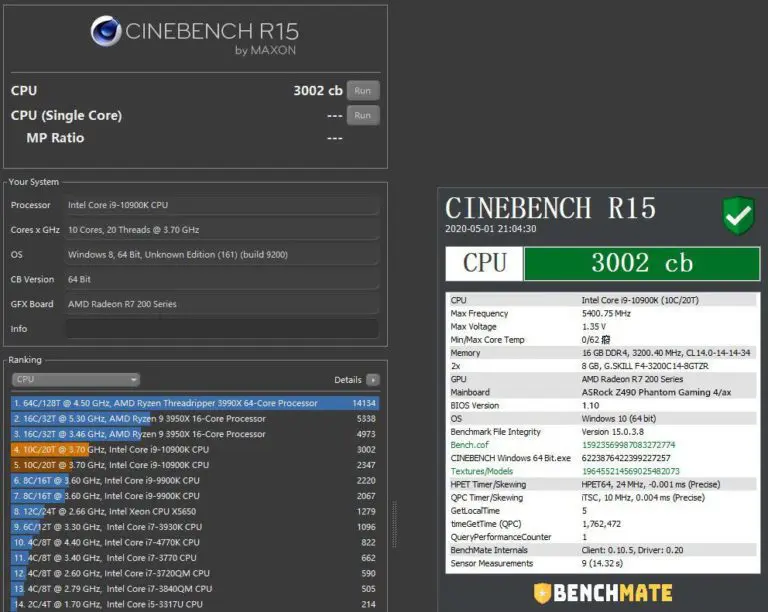 CINEBENCH R15
by MAXON
CPU 3002 cb Run
CPU (Single Core) --- Run
MP Ratio ---
Your System
Processor Intel Core i9-10900K CPU
Cores x GHz 10 Cores, 20 Threads @ 3.70 GHz
OS Windows 8, 64 Bit, Unknown Edition (161) (build 9200)
CB Version 64 Bit
GFX Board AMD Radeon R7 200 Series
Info
Ranking
CPU Details
1. 64C/128T @ 4.50 GHz, AMD Ryzen Threadripper 3990X 64-Core Processor 14134
2. 16C/32T @ 5.30 GHz, AMD Ryzen 9 3950X 16-Core Processor 5338
3. 16C/32T @ 3.46 GHz, AMD Ryzen 9 3950X 16-Core Processor 4973
4. 10C/20T @ 3.70 GHz, Intel Core i9-10900K CPU 3002
5. 10C/20T @ 3.70 GHz, Intel Core i9-10900K CPU 2347
6. 8C/16T @ 3.60 GHz, Intel Core i9-9900K CPU 2220
7. 8C/16T @ 3.60 GHz, Intel Core i9-9900K CPU 2067
8. 12C/24T @ 2.66 GHz, Intel Xeon CPU X5650 1279
9. 6C/12T @ 3.30 GHz, Intel Core i7-3930K CPU 1096
10. 4C/8T @ 4.40 GHz, Intel Core i7-4770K CPU 822
11. 4C/8T @ 3.40 GHz, Intel Core i7-3770 CPU 662
12. 4C/8T @ 2.60 GHz, Intel Core i7-3720QM CPU 590
13. 4C/8T @ 2.79 GHz, Intel Core i7-3840QM CPU 505
14. 2C/4T @ 1.70 GHz, Intel Core i5-3317U CPU 214
CINEBENCH R15
2020-05-01 21:04:30
CPU 3002 cb
CPU Intel Core i9-10900K (10C/20T)
Max Frequency 5400.75 MHz
Max Voltage 1.35 V
Min/Max Core Temp 0/62
Memory 16 GB DDR4, 3200.40 MHz, CL14.0-14-14-34
2x 8 GB, G.SKILL F4-3200C14-8GTZR
GPU AMD Radeon R7 200 Series
Mainboard ASRock Z490 Phantom Gaming 4/ax
BIOS Version 1.10
OS Windows 10 (64 bit)
Benchmark File Integrity Version 15.0.3.8
Bench.cof 15923569987083272774
CINEBENCH Windows 64 Bit.exe 6223876422399227257
Textures/Models 1964552145690254820​73
HPET Timer/Skewing HPET64, 24 MHz, -0.001 ms (Precise)
QPC Timer/Skewing iTSC, 10 MHz, 0.004 ms (Precise)
GetLocalTime 5
timeGetTime (QPC) 1,762,472
QueryPerformanceCounter 1
BenchMate Internals Client: 0.10.5, Driver: 0.20
Sensor Measurements 9 (14.32 s)
BENCHMATE